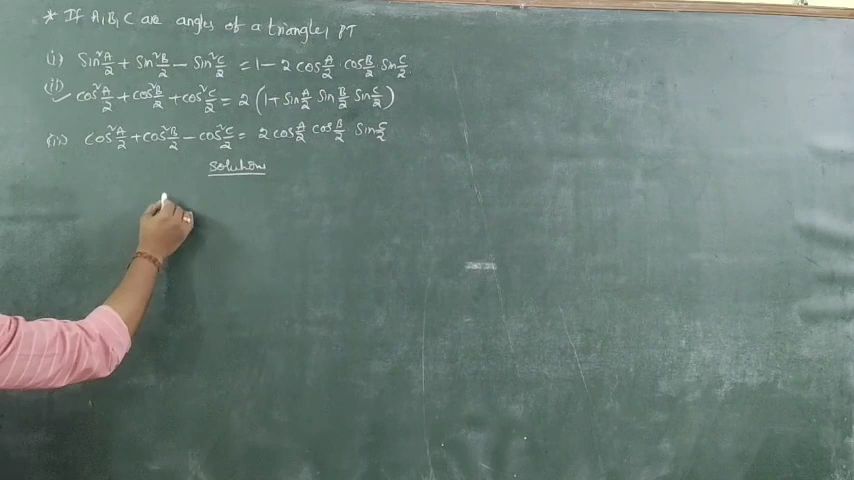 * If A, B, C are angles of a triangle, PT
(i) Sin²A/2 + Sin²B/2 − Sin²C/2 = 1 − 2 cos A/2 cos B/2 sin C/2
(ii) ✓ cos²A/2 + cos²B/2 + cos²C/2 = 2 (1 + Sin A/2 Sin B/2 Sin C/2)
(iii) cos²A/2 + cos²B/2 − cos²C/2 = 2 cos A/2 cos B/2 Sin C/2
Solution